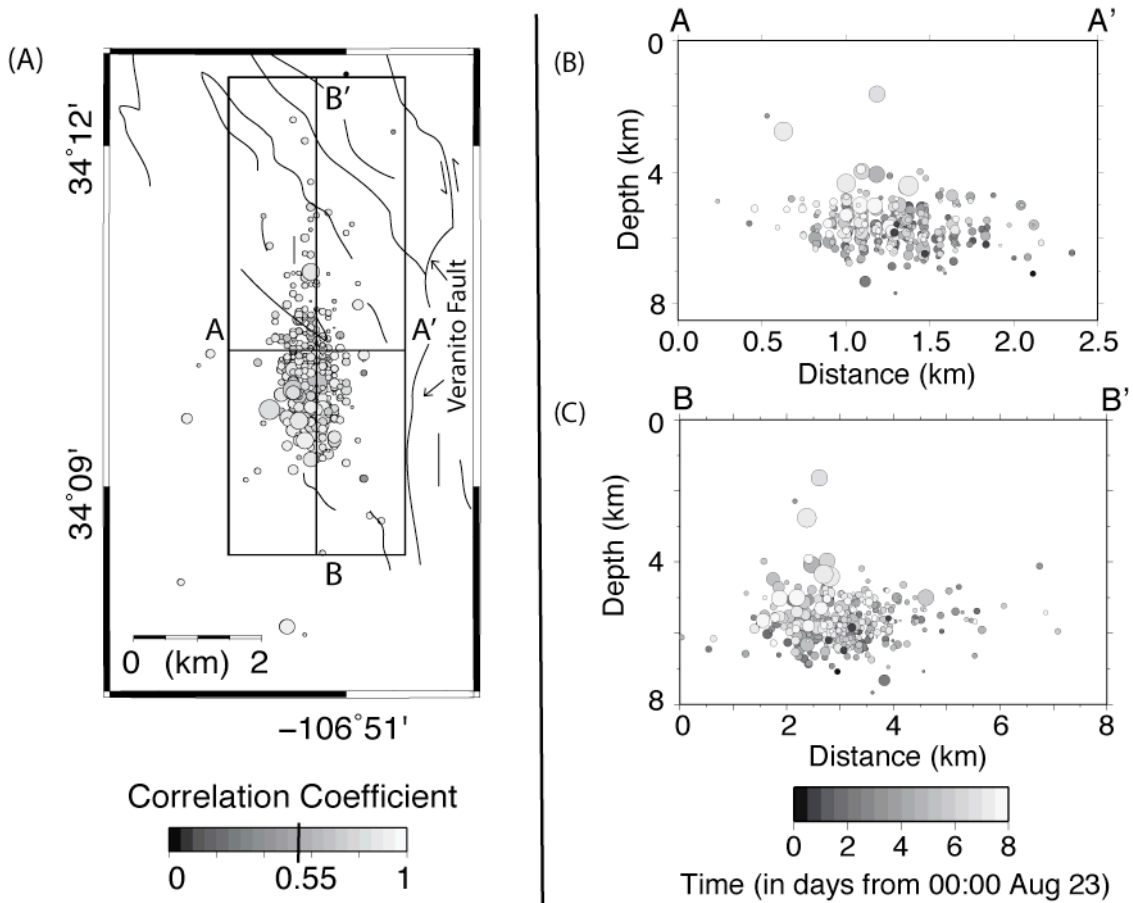 (A)
34°12'
34°09'
B'
A
A'
B
Veranito Fault
0 (km) 2
−106°51'
Correlation Coefficient
0 0.55 1
(B)
A A’
0
4
8
Depth (km)
0.0 0.5 1.0 1.5 2.0 2.5
Distance (km)
(C)
B B’
0
4
8
Depth (km)
0 2 4 6 8
Distance (km)
0 2 4 6 8
Time (in days from 00:00 Aug 23)